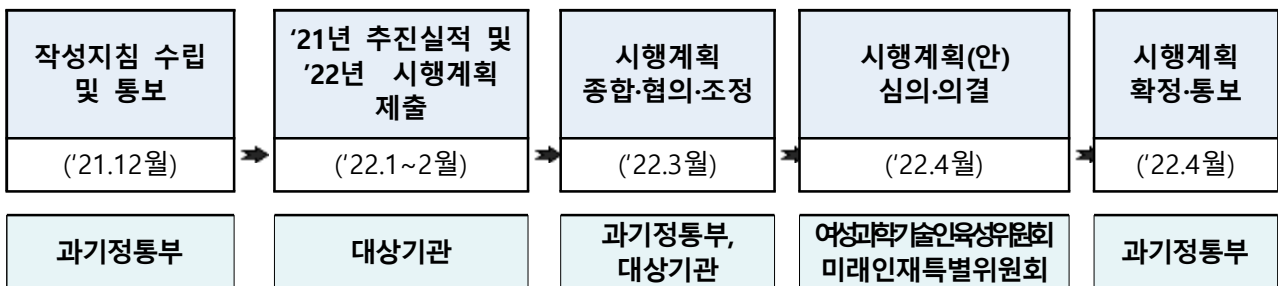 작성지침 수립
및 통보
('21.12월)
과기정통부
'21년 추진실적 및
'22년 시행계획
제출
('22.1~2월)
대상기관
시행계획
종합·협의·조정
('22.3월)
과기정통부,
대상기관
시행계획(안)
심의·의결
('22.4월)
여성과학기술인육성위원회
미래인재특별위원회
시행계획
확정·통보
('22.4월)
과기정통부